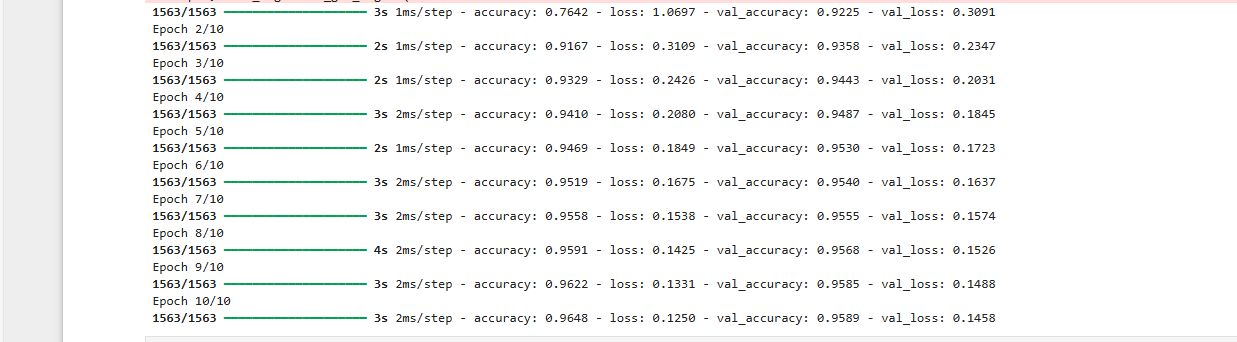 1563/1563 ━━━━━━━━━━━━━━━━━━━━ 3s 1ms/step - accuracy: 0.7642 - loss: 1.0697 - val_accuracy: 0.9225 - val_loss: 0.3091
Epoch 2/10
1563/1563 ━━━━━━━━━━━━━━━━━━━━ 2s 1ms/step - accuracy: 0.9167 - loss: 0.3109 - val_accuracy: 0.9358 - val_loss: 0.2347
Epoch 3/10
1563/1563 ━━━━━━━━━━━━━━━━━━━━ 2s 1ms/step - accuracy: 0.9329 - loss: 0.2426 - val_accuracy: 0.9443 - val_loss: 0.2031
Epoch 4/10
1563/1563 ━━━━━━━━━━━━━━━━━━━━ 3s 2ms/step - accuracy: 0.9410 - loss: 0.2080 - val_accuracy: 0.9487 - val_loss: 0.1845
Epoch 5/10
1563/1563 ━━━━━━━━━━━━━━━━━━━━ 2s 1ms/step - accuracy: 0.9469 - loss: 0.1849 - val_accuracy: 0.9530 - val_loss: 0.1723
Epoch 6/10
1563/1563 ━━━━━━━━━━━━━━━━━━━━ 3s 2ms/step - accuracy: 0.9519 - loss: 0.1675 - val_accuracy: 0.9540 - val_loss: 0.1637
Epoch 7/10
1563/1563 ━━━━━━━━━━━━━━━━━━━━ 3s 2ms/step - accuracy: 0.9558 - loss: 0.1538 - val_accuracy: 0.9555 - val_loss: 0.1574
Epoch 8/10
1563/1563 ━━━━━━━━━━━━━━━━━━━━ 4s 2ms/step - accuracy: 0.9591 - loss: 0.1425 - val_accuracy: 0.9568 - val_loss: 0.1526
Epoch 9/10
1563/1563 ━━━━━━━━━━━━━━━━━━━━ 3s 2ms/step - accuracy: 0.9622 - loss: 0.1331 - val_accuracy: 0.9585 - val_loss: 0.1488
Epoch 10/10
1563/1563 ━━━━━━━━━━━━━━━━━━━━ 3s 2ms/step - accuracy: 0.9648 - loss: 0.1250 - val_accuracy: 0.9589 - val_loss: 0.1458